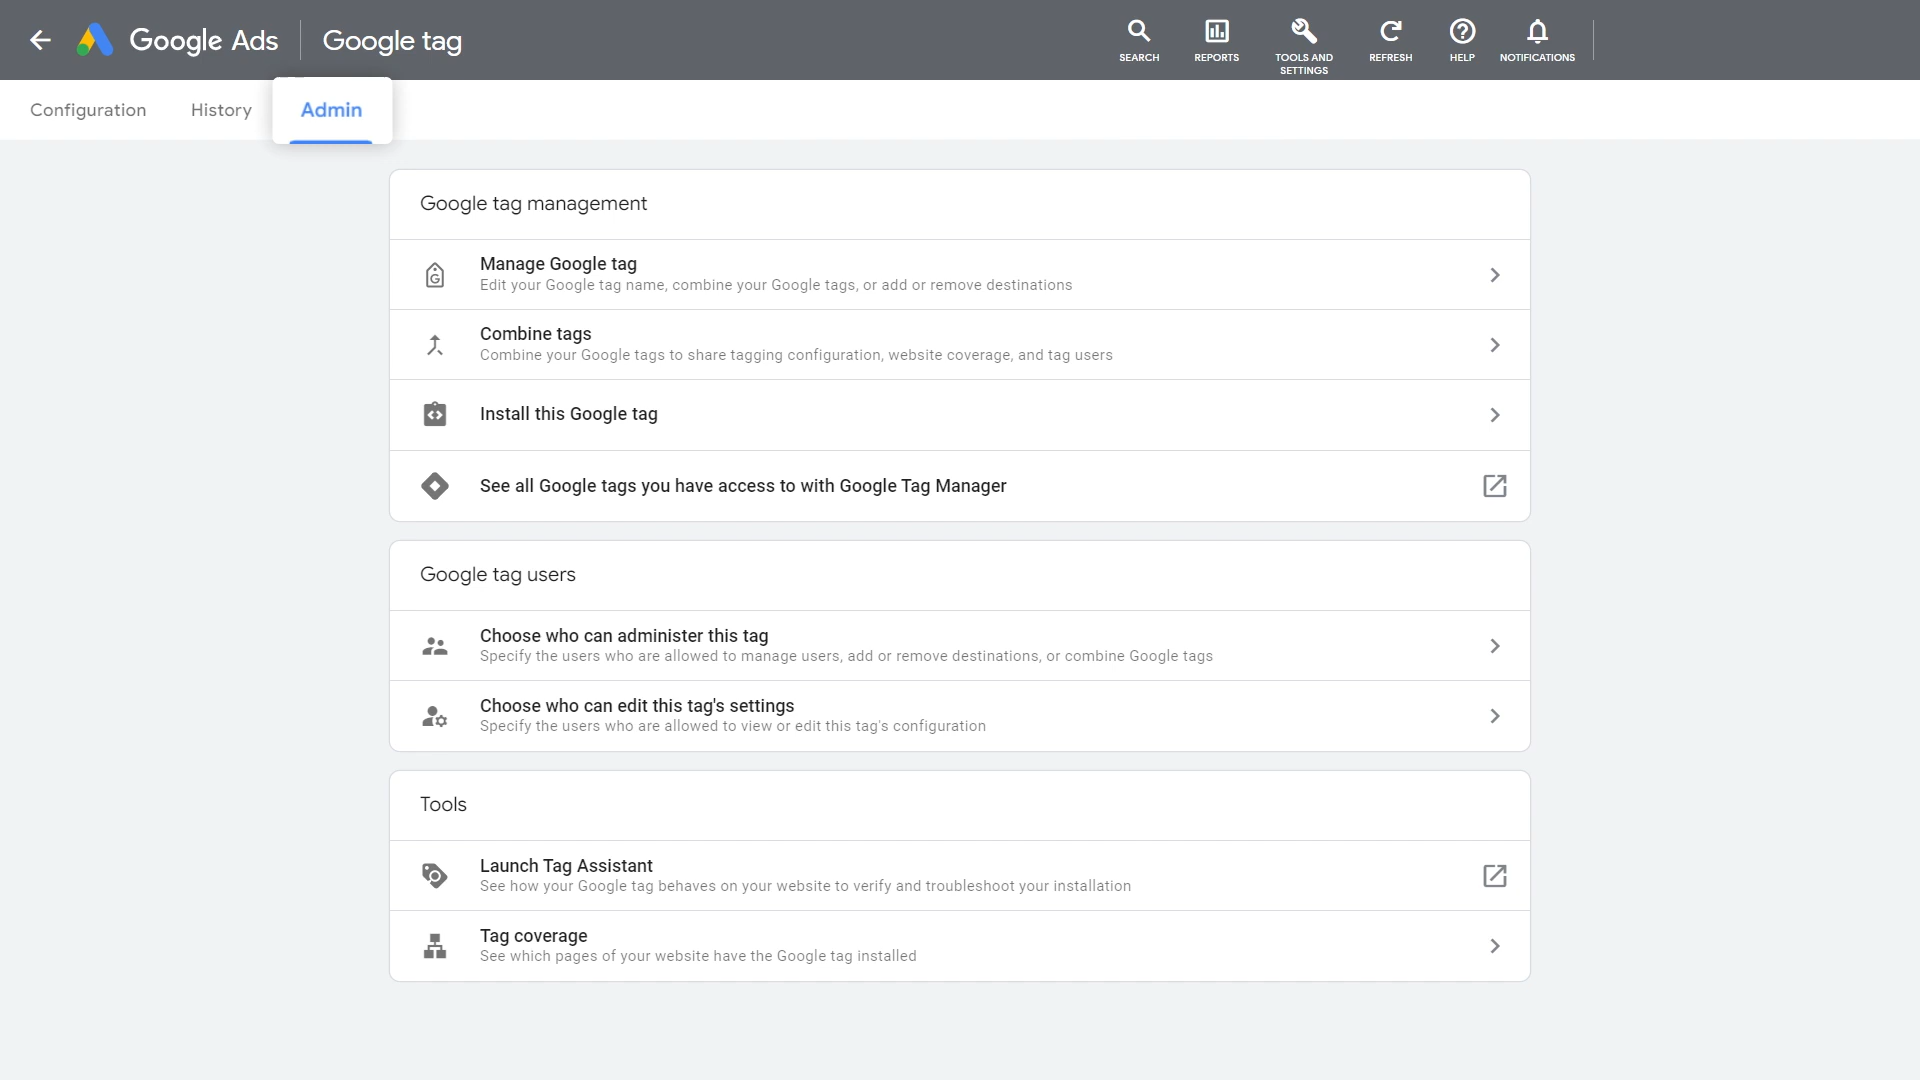 Google Ads
Google tag
SEARCH
REPORTS
TOOLS AND
SETTINGS
REFRESH
HELP
NOTIFICATIONS
Configuration
History
Admin
Google tag management
Manage Google tag
Edit your Google tag name, combine your Google tags, or add or remove destinations
Combine tags
Combine your Google tags to share tagging configuration, website coverage, and tag users
Install this Google tag
See all Google tags you have access to with Google Tag Manager
Google tag users
Choose who can administer this tag
Specify the users who are allowed to manage users, add or remove destinations, or combine Google tags
Choose who can edit this tag's settings
Specify the users who are allowed to view or edit this tag's configuration
Tools
Launch Tag Assistant
See how your Google tag behaves on your website to verify and troubleshoot your installation
Tag coverage
See which pages of your website have the Google tag installed